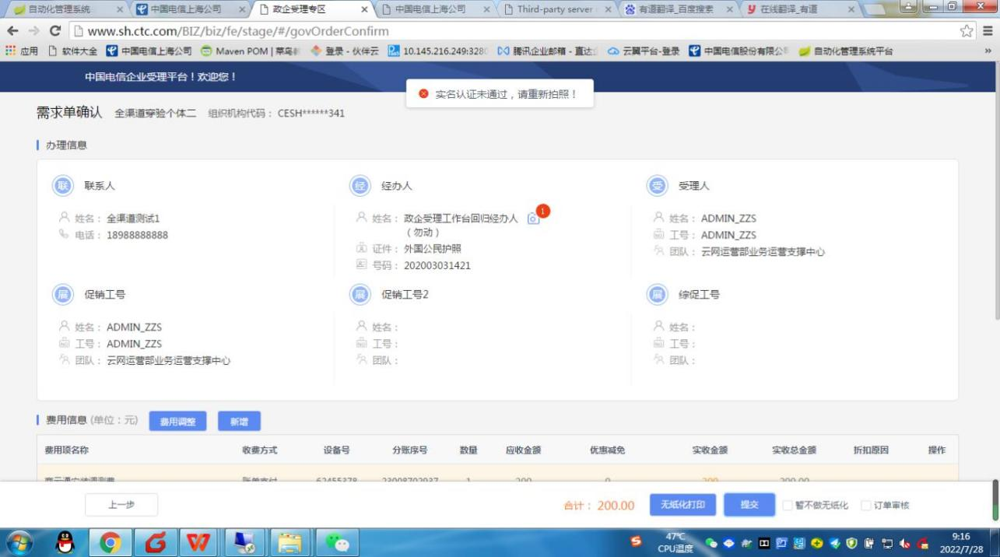 自动化管理系统 中国电信上海公司 政企受理专区 中国电信上海公司 Third-party server 有道翻译_百度搜索 在线翻译_有道
www.sh.ctc.com/BIZ/biz/fe/stage/#/govOrderConfirm
应用 软件大全 中国电信上海公司 Maven POM | 菜鸟 登录 - 伙伴云 10.145.216.249:3280 腾讯企业邮箱 - 直达 云翼平台-登录 中国电信股份有限公 自动化管理系统平台 »
中国电信企业受理平台!欢迎您!
实名认证未通过,请重新拍照!
需求单确认 全渠道穿验个体二 组织机构代码: CESH******341
办理信息
联 联系人
姓名: 全渠道测试1
电话: 18988888888
经 经办人
姓名: 政企受理工作台回归经办人 1
(勿动)
证件: 外国公民护照
号码: 202003031421
受 受理人
姓名: ADMIN_ZZS
工号: ADMIN_ZZS
团队: 云网运营部业务运营支撑中心
展 促销工号
姓名: ADMIN_ZZS
工号: ADMIN_ZZS
团队: 云网运营部业务运营支撑中心
展 促销工号2
姓名:
工号:
团队:
展 综促工号
姓名:
工号:
团队:
费用信息 (单位:元) 费用调整 新增
费用项名称 收费方式 设备号 分账序号 数量 应收金额 优惠减免 实收金额 实收总金额 折扣原因 操作
账单支付 62455378 23008702937 1 200 0 200 200.00
上一步 合计: 200.00 无纸化打印 提交 暂不做无纸化 订单审核
47℃
CPU温度
9:16
2022/7/28